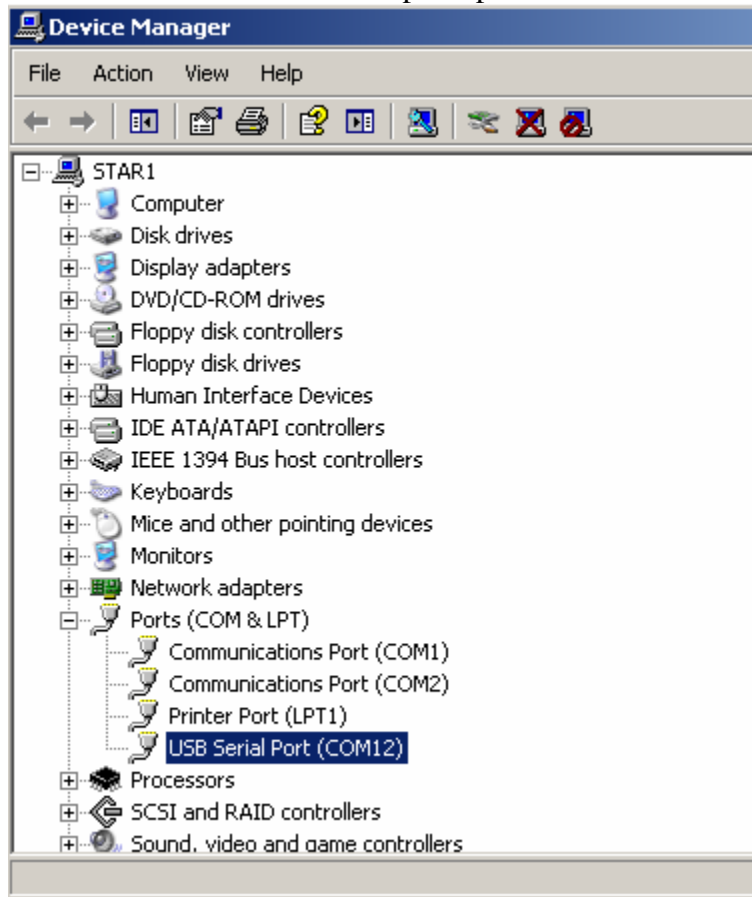 Device Manager
File Action View Help
STAR1
Computer
Disk drives
Display adapters
DVD/CD-ROM drives
Floppy disk controllers
Floppy disk drives
Human Interface Devices
IDE ATA/ATAPI controllers
IEEE 1394 Bus host controllers
Keyboards
Mice and other pointing devices
Monitors
Network adapters
Ports (COM & LPT)
Communications Port (COM1)
Communications Port (COM2)
Printer Port (LPT1)
USB Serial Port (COM12)
Processors
SCSI and RAID controllers
Sound, video and game controllers